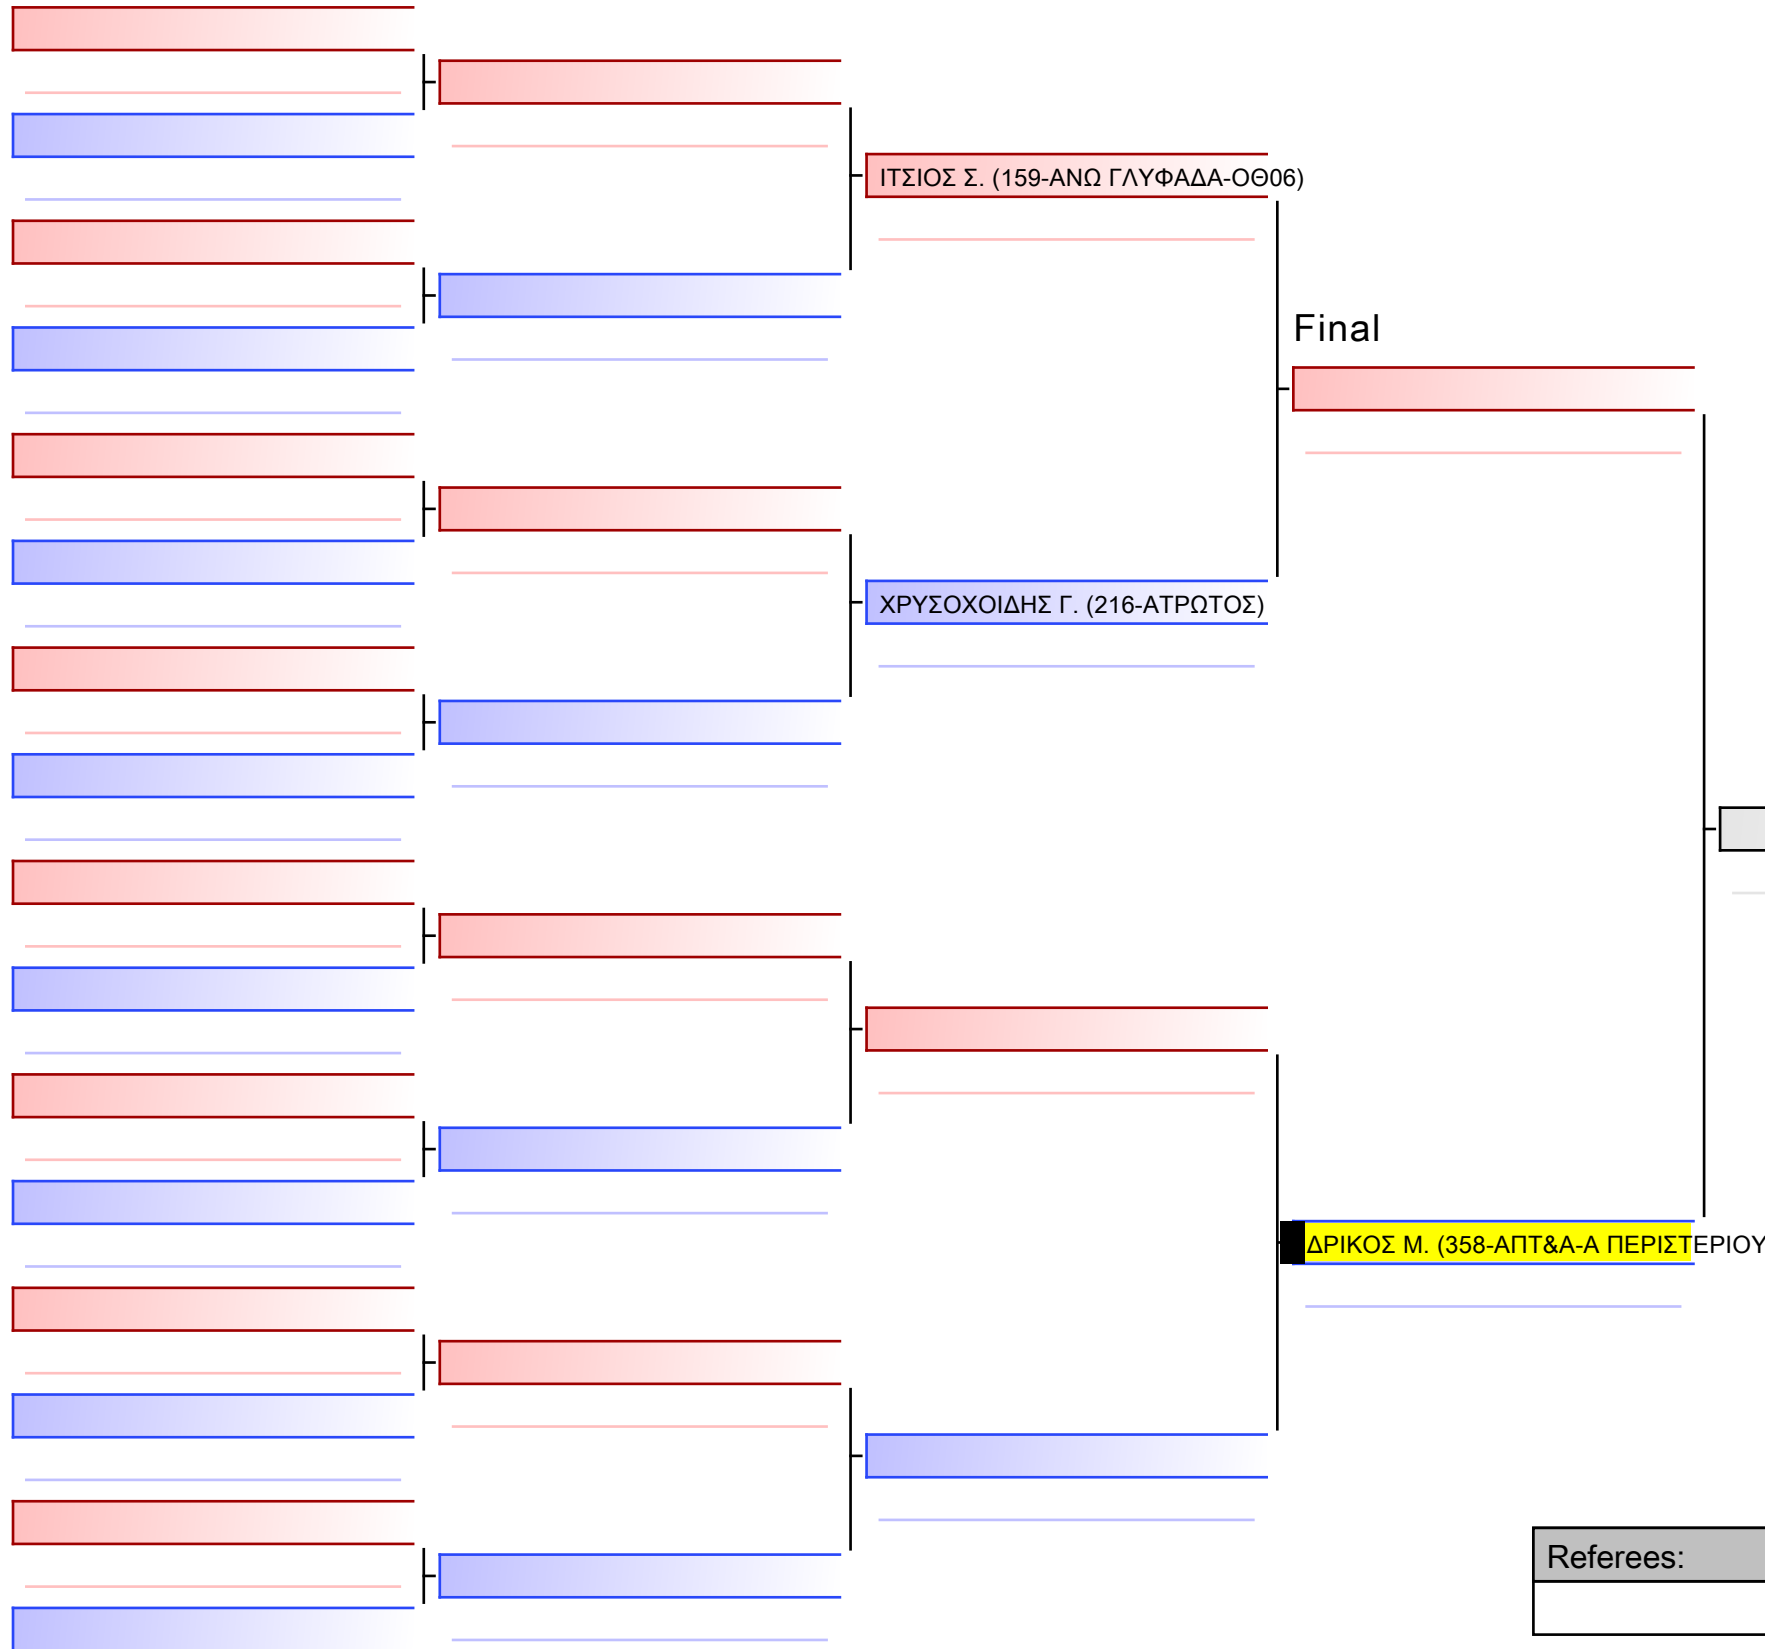 ΙΤΣΙΟΣ Σ. (159-ΑΝΩ ΓΛΥΦΑΔΑ-ΟΘ06)
Final
ΧΡΥΣΟΧΟΙΔΗΣ Γ. (216-ΑΤΡΩΤΟΣ)
ΔΡΙΚΟΣ Μ. (358-ΑΠΤ&Α-Α ΠΕΡΙΣΤΕΡΙΟΥ
Referees: